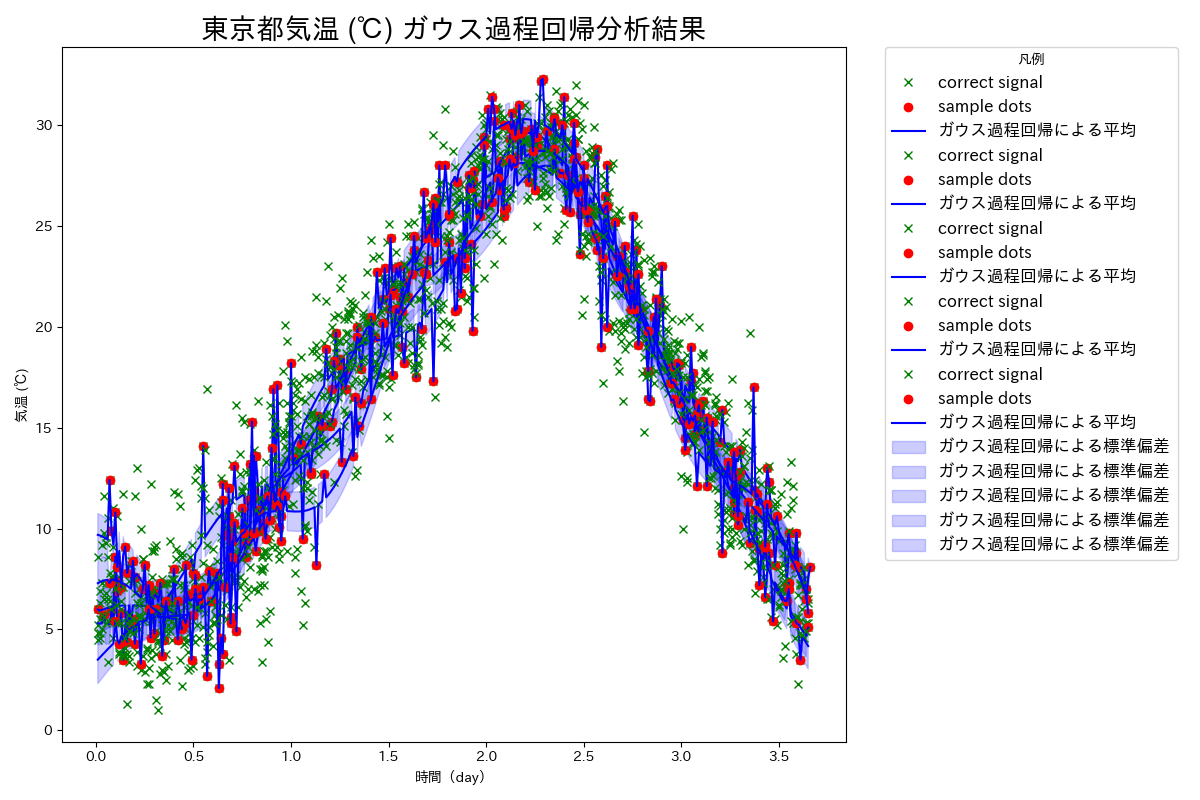 東京都気温 (℃) ガウス過程回帰分析結果
気温 (℃)
30
25
20
15
10
5
0
0.0 0.5 1.0 1.5 2.0 2.5 3.0 3.5
時間（day）
凡例
correct signal
sample dots
ガウス過程回帰による平均
correct signal
sample dots
ガウス過程回帰による平均
correct signal
sample dots
ガウス過程回帰による平均
correct signal
sample dots
ガウス過程回帰による平均
correct signal
sample dots
ガウス過程回帰による平均
ガウス過程回帰による標準偏差
ガウス過程回帰による標準偏差
ガウス過程回帰による標準偏差
ガウス過程回帰による標準偏差
ガウス過程回帰による標準偏差